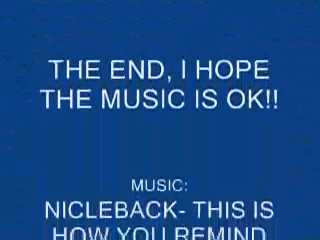 THE END, I HOPE
THE MUSIC IS OK!!
MUSIC:
NICLEBACK- THIS IS
HOW YOU REMIND